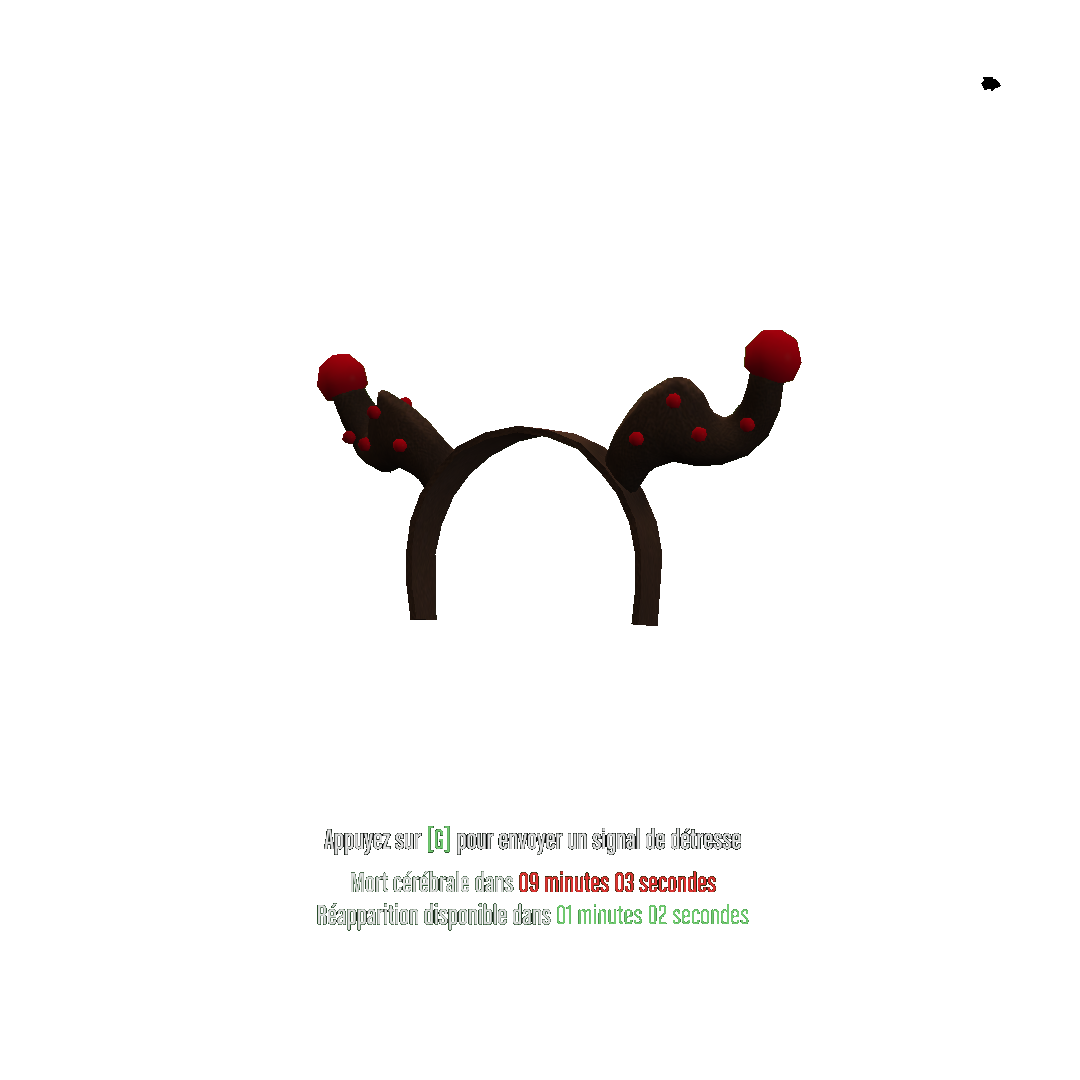 Appuyez sur [G] pour envoyer un signal de détresse
Mort cérébrale dans 09 minutes 03 secondes
Réapparition disponible dans 01 minutes 02 secondes